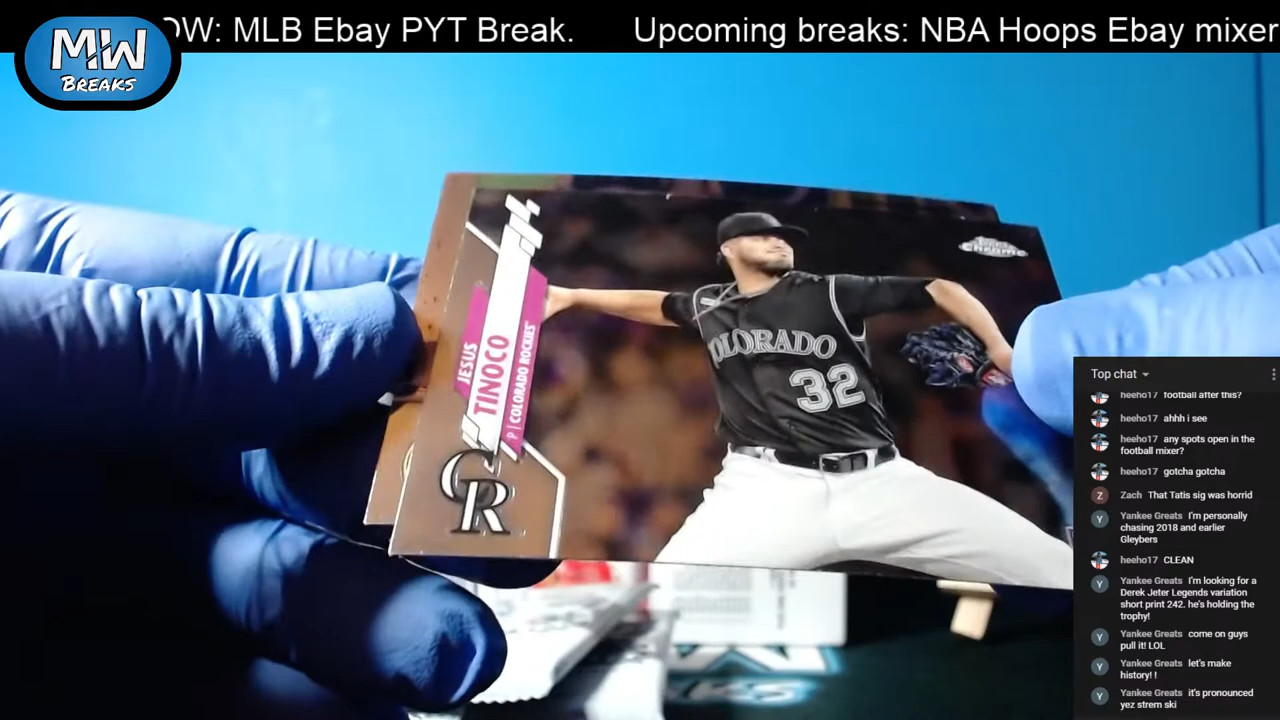 OW: MLB Ebay PYT Break. Upcoming breaks: NBA Hoops Ebay mixer
MW
BREAKS
Topps
Chrome
JESUS
TINOCO
P | COLORADO ROCKIES
CR
COLORADO
32
Top chat
heeho17 football after this?
heeho17 ahhh i see
heeho17 any spots open in the
football mixer?
heeho17 gotcha gotcha
Z
Zach That Tatis sig was horrid
Y
Yankee Greats I'm personally
chasing 2018 and earlier
Gleybers
heeho17 CLEAN
Y
Yankee Greats I'm looking for a
Derek Jeter Legends variation
short print 242. he's holding the
trophy!
Y
Yankee Greats come on guys
pull it! LOL
Y
Yankee Greats let's make
history! !
Y
Yankee Greats it's pronounced
yez strem ski